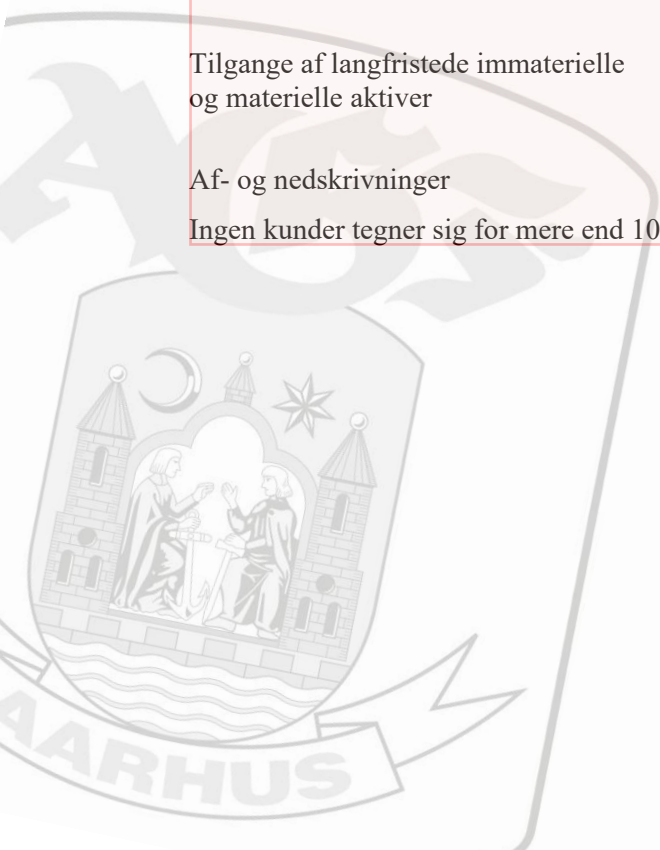 AGF
Tilgange af langfristede immaterielle
og materielle aktiver
Af- og nedskrivninger
Ingen kunder tegner sig for mere end 10
AARHUS